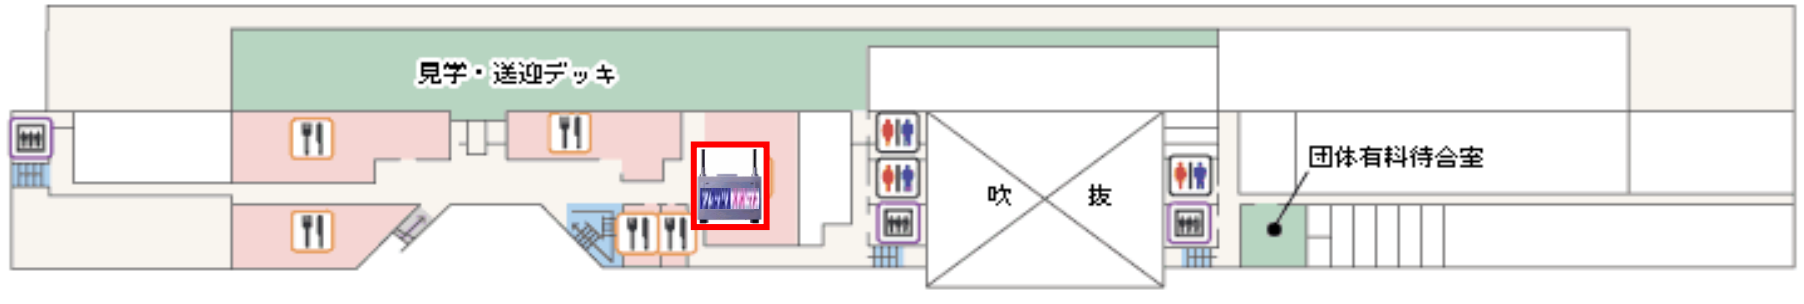 見学・送迎デッキ
団体有料待合室
吹 抜